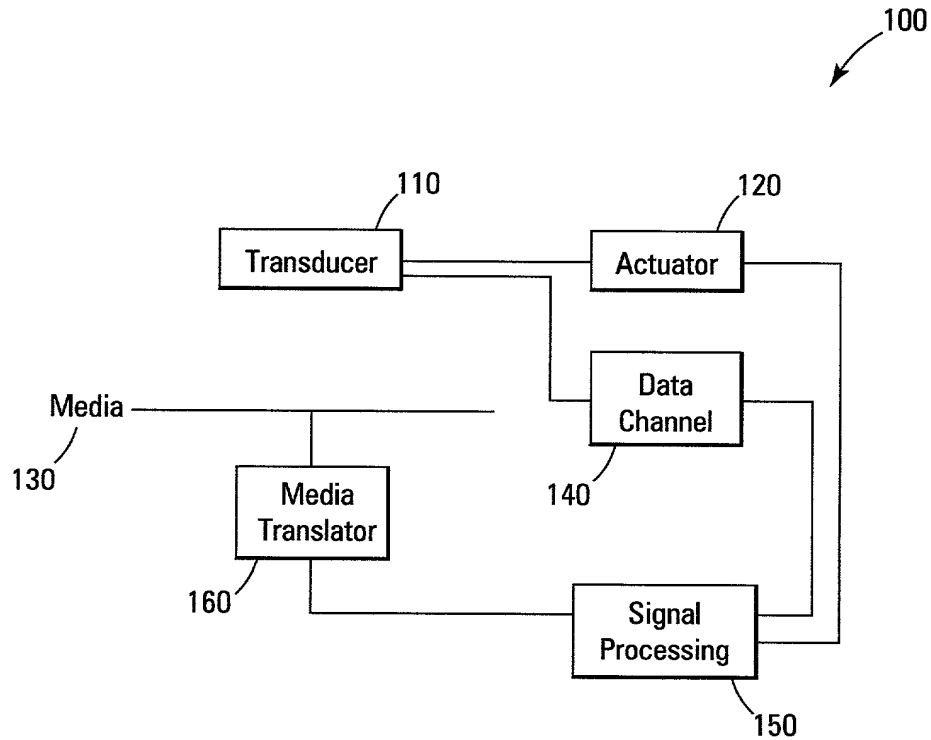 100
110
120
Transducer
Actuator
Data
Channel
Media
130
140
Media
Translator
160
Signal
Processing
150